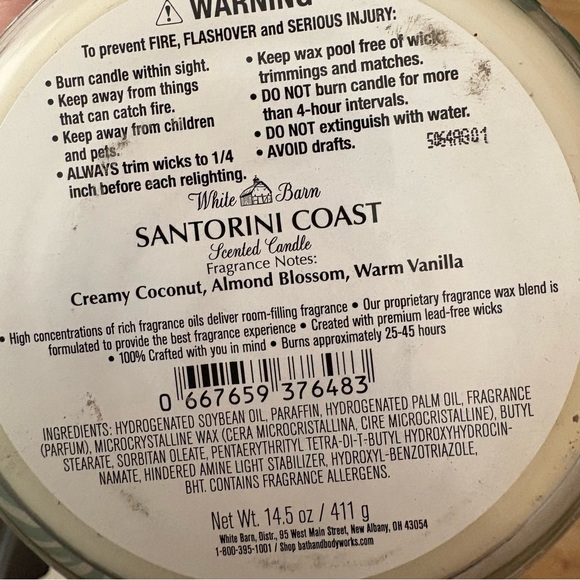 WARNING
To prevent FIRE, FLASHOVER and SERIOUS INJURY:
• Burn candle within sight.
• Keep away from things
that can catch fire.
• Keep away from children
and pets.
• ALWAYS trim wicks to 1/4
inch before each relighting.
• Keep wax pool free of wick
trimmings and matches.
• DO NOT burn candle for more
than 4-hour intervals.
• DO NOT extinguish with water.
• AVOID drafts.
White Barn
SANTORINI COAST
Scented Candle
Fragrance Notes:
Creamy Coconut, Almond Blossom, Warm Vanilla
• High concentrations of rich fragrance oils deliver room-filling fragrance • Our proprietary fragrance wax blend is
formulated to provide the best fragrance experience • Created with premium lead-free wicks
• 100% Crafted with you in mind • Burns approximately 25-45 hours
0 667659 376483
INGREDIENTS: HYDROGENATED SOYBEAN OIL, PARAFFIN, HYDROGENATED PALM OIL, FRAGRANCE
(PARFUM), MICROCRYSTALLINE WAX (CERA MICROCRISTALLINA, CIRE MICROCRISTALLINE), BUTYL
STEARATE, SORBITAN OLEATE, PENTAERYTHRITYL TETRA-DI-T-BUTYL HYDROXYHYDROCIN-
NAMATE, HINDERED AMINE LIGHT STABILIZER, HYDROXYL-BENZOTRIAZOLE,
BHT. CONTAINS FRAGRANCE ALLERGENS.
Net Wt. 14.5 oz / 411 g
White Barn, Distr., 95 West Main Street, New Albany, OH 43054
1-800-395-1001 / Shop bathandbodyworks.com